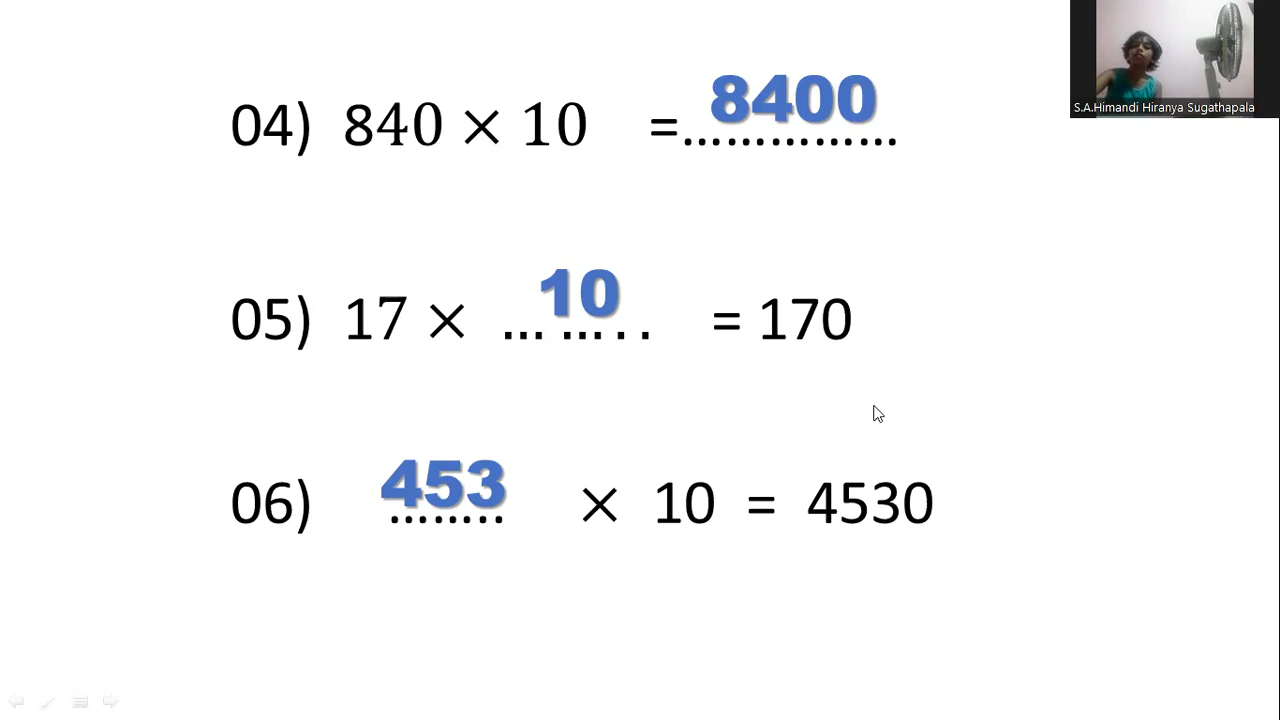 04) 840 × 10 =...............8400
05) 17 × ... ... . . 10 = 170
06) ........ 453 × 10 = 4530
S.A.Himandi Hiranya Sugathapala